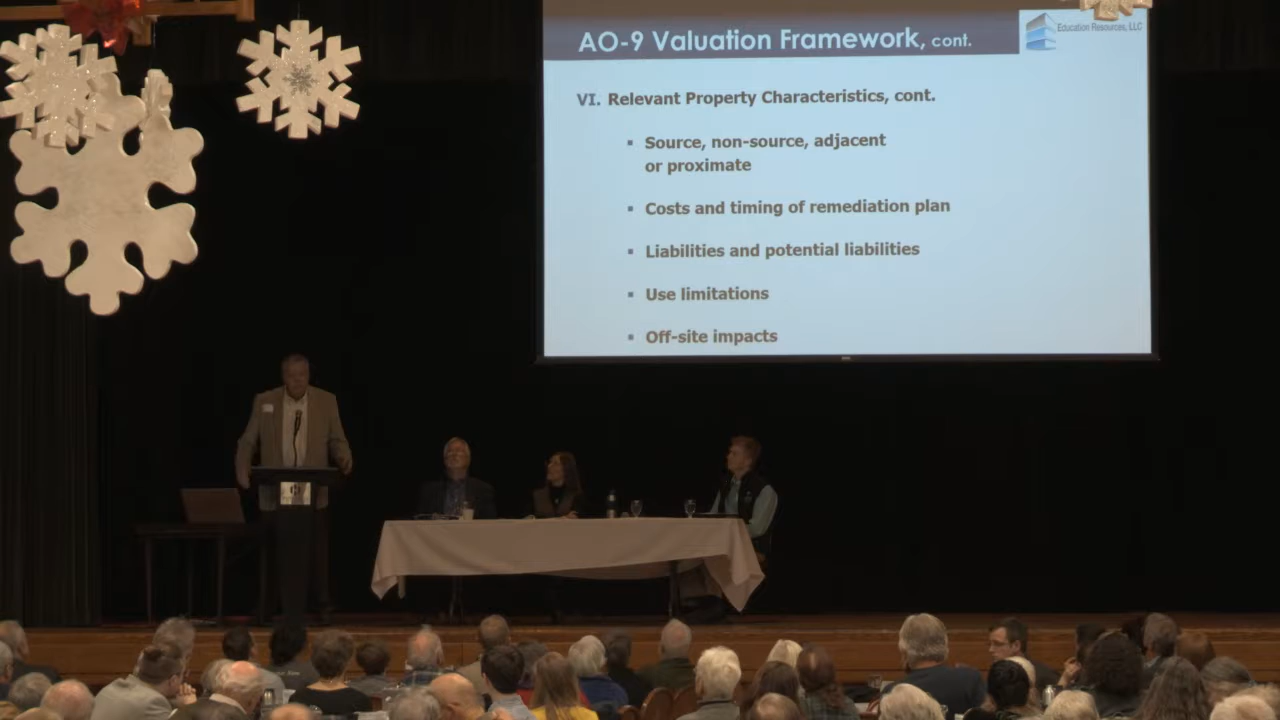 AO-9 Valuation Framework, cont.
Education Resources, LLC
VI. Relevant Property Characteristics, cont.
▪ Source, non-source, adjacent
or proximate
▪ Costs and timing of remediation plan
▪ Liabilities and potential liabilities
▪ Use limitations
▪ Off-site impacts